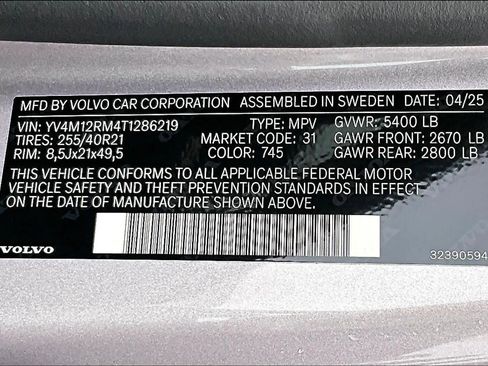 MFD BY VOLVO CAR CORPORATION ASSEMBLED IN SWEDEN DATE: 04/25
VIN: YV4M12RM4T1286219 TYPE: MPV GVWR: 5400 LB
TIRES: 255/40R21 MARKET CODE: 31 GAWR FRONT: 2670 LB
RIM: 8,5Jx21x49,5 COLOR: 745 GAWR REAR: 2800 LB
THIS VEHICLE CONFORMS TO ALL APPLICABLE FEDERAL MOTOR
VEHICLE SAFETY AND THEFT PREVENTION STANDARDS IN EFFECT
ON THE DATE OF MANUFACTURE SHOWN ABOVE.
VOLVO 32390594